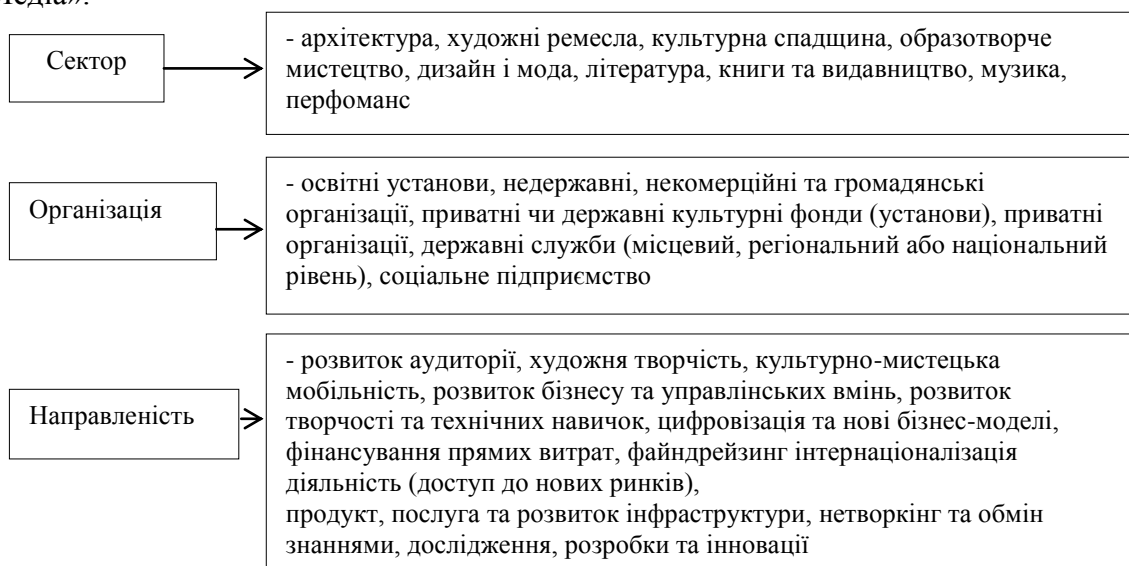 Сектор
- архітектура, художні ремесла, культурна спадщина, образотворче
мистецтво, дизайн і мода, література, книги та видавництво, музика,
перфоманс
Організація
- освітні установи, недержавні, некомерційні та громадянські
організації, приватні чи державні культурні фонди (установи), приватні
організації, державні служби (місцевий, регіональний або національний
рівень), соціальне підприємство
Направленість
- розвиток аудиторії, художня творчість, культурно-мистецька
мобільність, розвиток бізнесу та управлінських вмінь, розвиток
творчості та технічних навичок, цифровізація та нові бізнес-моделі,
фінансування прямих витрат, файндрейзинг інтернаціоналізація
діяльність (доступ до нових ринків),
продукт, послуга та розвиток інфраструктури, нетворкінг та обмін
знаннями, дослідження, розробки та інновації